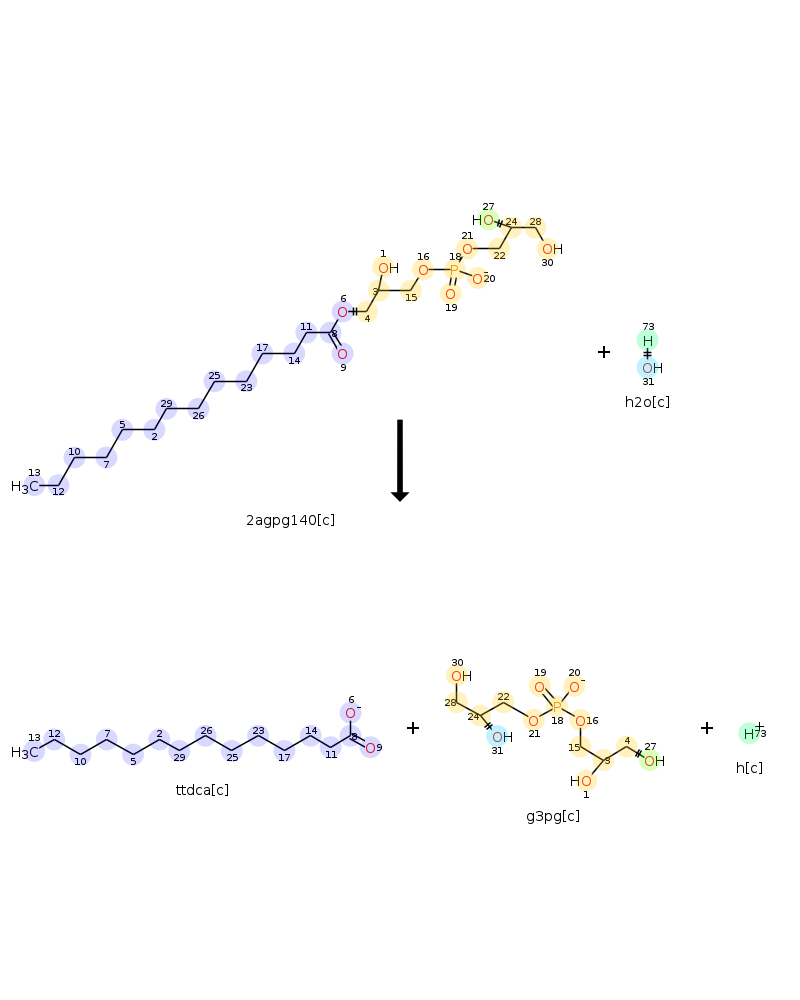 27
HO
24
28
21
1
OH
O
22
OH
30
16
18
O
P
O-
20
3
15
O
19
6
O
4
11
8
73
H
17
14
O
9
+
OH
31
25
23
h2o[c]
29
26
5
2
10
7
13
H3C
12
2agpg140[c]
30
OH
19
O
20
O-
6
O-
28
22
P
18
13
12
7
2
26
23
14
8
24
O
21
O
16
4
27
H3C
10
5
29
25
17
11
O
9
+
OH
31
15
3
OH
+
H+
73
HO
1
h[c]
ttdca[c]
g3pg[c]